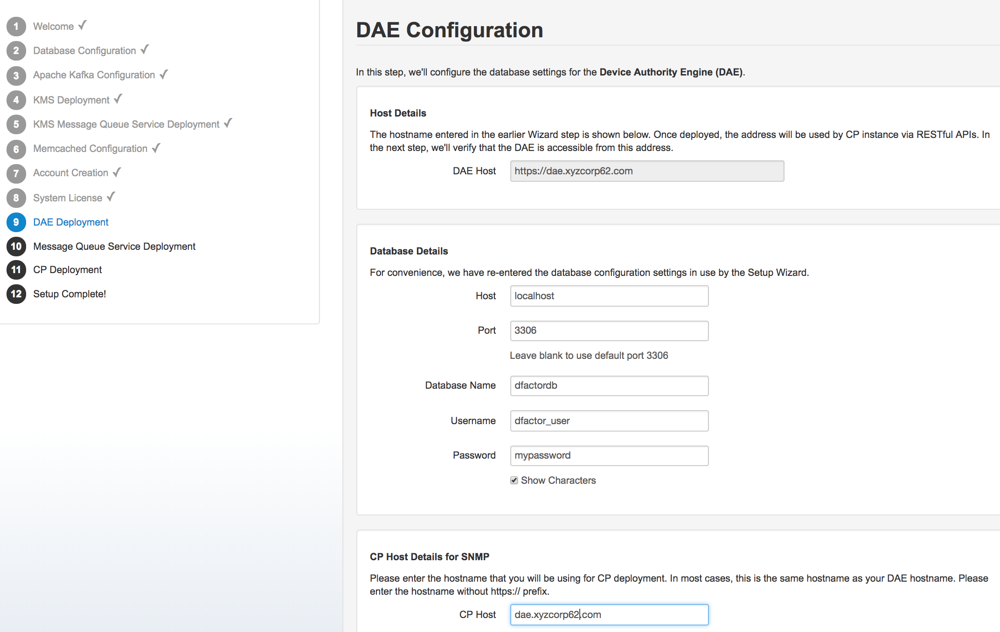 1 Welcome ✓
2 Database Configuration ✓
3 Apache Kafka Configuration ✓
4 KMS Deployment ✓
5 KMS Message Queue Service Deployment ✓
6 Memcached Configuration ✓
7 Account Creation ✓
8 System License ✓
9 DAE Deployment
10 Message Queue Service Deployment
11 CP Deployment
12 Setup Complete!
DAE Configuration
In this step, we'll configure the database settings for the Device Authority Engine (DAE).
Host Details
The hostname entered in the earlier Wizard step is shown below. Once deployed, the address will be used by CP instance via RESTful APIs. In
the next step, we'll verify that the DAE is accessible from this address.
DAE Host https://dae.xyzcorp62.com
Database Details
For convenience, we have re-entered the database configuration settings in use by the Setup Wizard.
Host localhost
Port 3306
Leave blank to use default port 3306
Database Name dfactordb
Username dfactor_user
Password mypassword
Show Characters
CP Host Details for SNMP
Please enter the hostname that you will be using for CP deployment. In most cases, this is the same hostname as your DAE hostname. Please
enter the hostname without https:// prefix.
CP Host dae.xyzcorp62.com